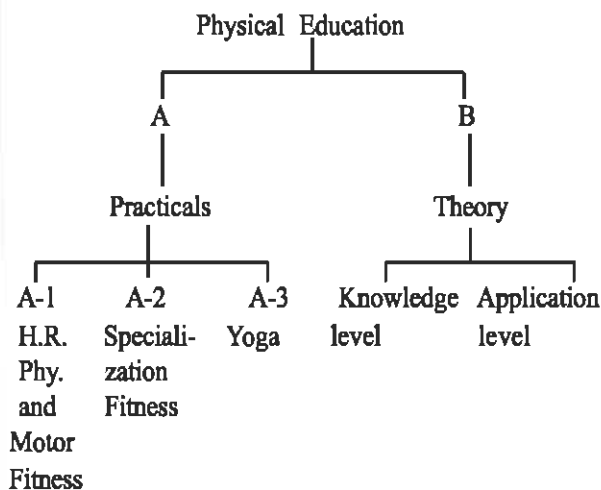 Physical Education
A B
Practicals Theory
A-1 A-2 A-3 Knowledge Application
H.R. Speciali- Yoga level level
Phy. zation
and Fitness
Motor
Fitness